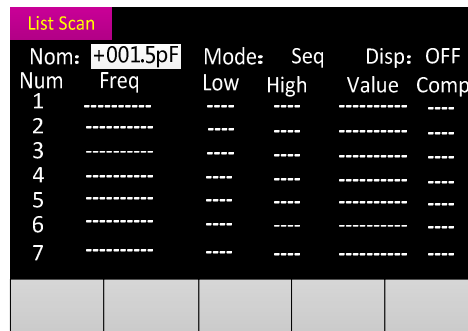 List Scan
Nom: +001.5pF Mode: Seq Disp: OFF
Num Freq Low High Value Comp
1 ---------- ---- ---- ---------- ----
2 ---------- ---- ---- ---------- ----
3 ---------- ---- ---- ---------- ----
4 ---------- ---- ---- ---------- ----
5 ---------- ---- ---- ---------- ----
6 ---------- ---- ---- ---------- ----
7 ---------- ---- ---- ---------- ----